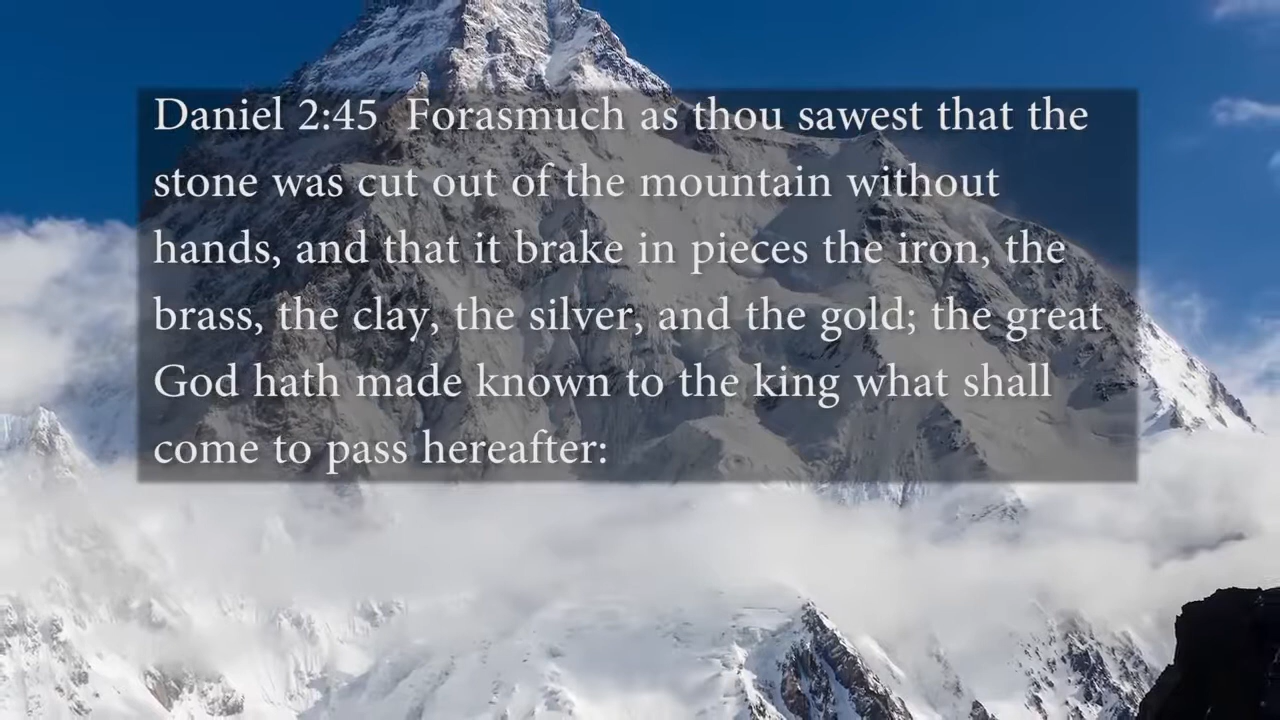 Daniel 2:45  Forasmuch as thou sawest that the
stone was cut out of the mountain without
hands, and that it brake in pieces the iron, the
brass, the clay, the silver, and the gold; the great
God hath made known to the king what shall
come to pass hereafter: